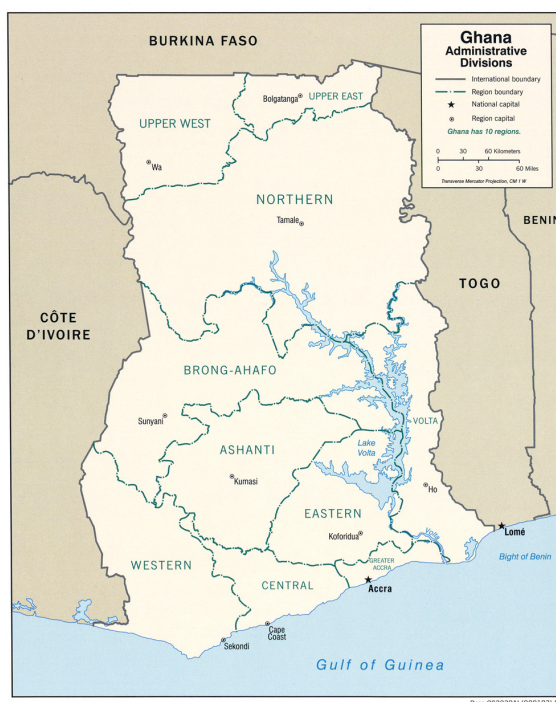 BURKINA FASO
Ghana
Administrative
Divisions
International boundary
Region boundary
National capital
Region capital
Ghana has 10 regions.
0 30 60 Kilometers
0 30 60 Miles
Transverse Mercator Projection, CM 1 W
Bolgatanga
UPPER EAST
UPPER WEST
Wa
NORTHERN
Tamale
BENIN
TOGO
CÔTE
D'IVOIRE
BRONG-AHAFO
Sunyani
VOLTA
ASHANTI
Lake
Volta
Kumasi
Ho
EASTERN
Koforidua
Volta
Lomé
Bight of Benin
WESTERN
GREATER
ACCRA
CENTRAL
Accra
Cape
Coast
Sekondi
Gulf of Guinea